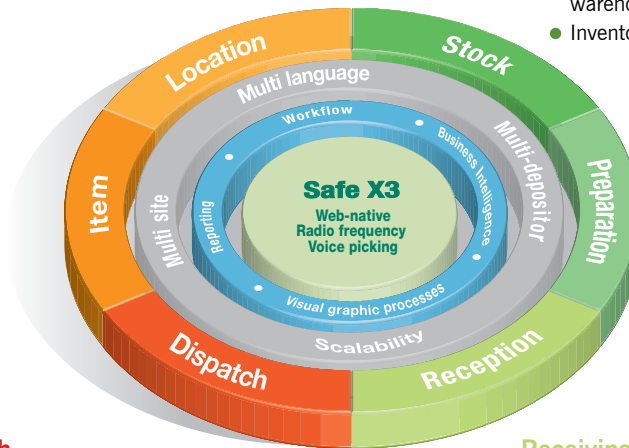 Location
Stock
Multi language
Workflow
Business Intelligence
Multi-depositor
Preparation
Item
Multi site
Reporting
Safe X3
Web-native
Radio frequency
Voice picking
Visual graphic processes
Scalability
Dispatch
Reception
Receiving